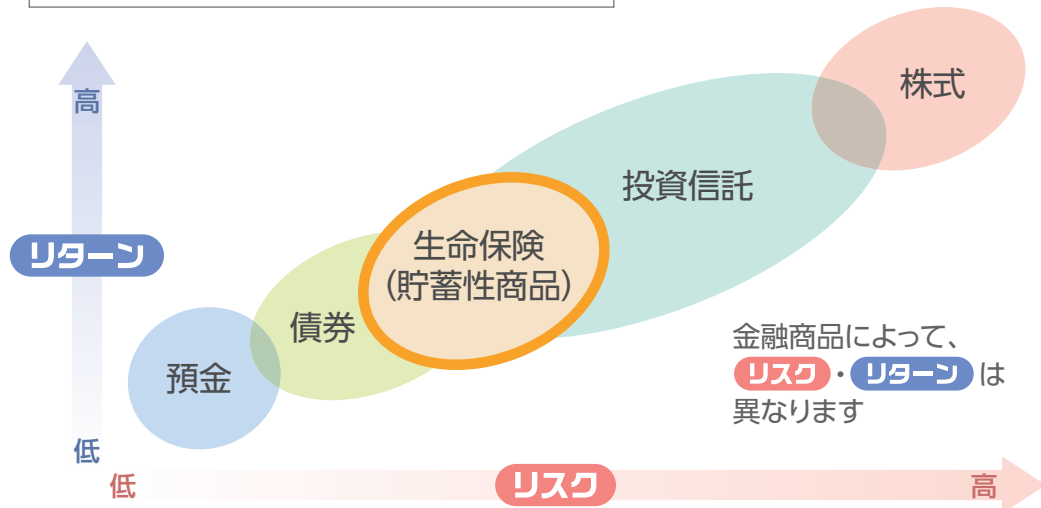 高
リターン
低
株式
投資信託
生命保険
(貯蓄性商品)
債券
預金
金融商品によって、
リスク・リターンは
異なります
低
リスク
高